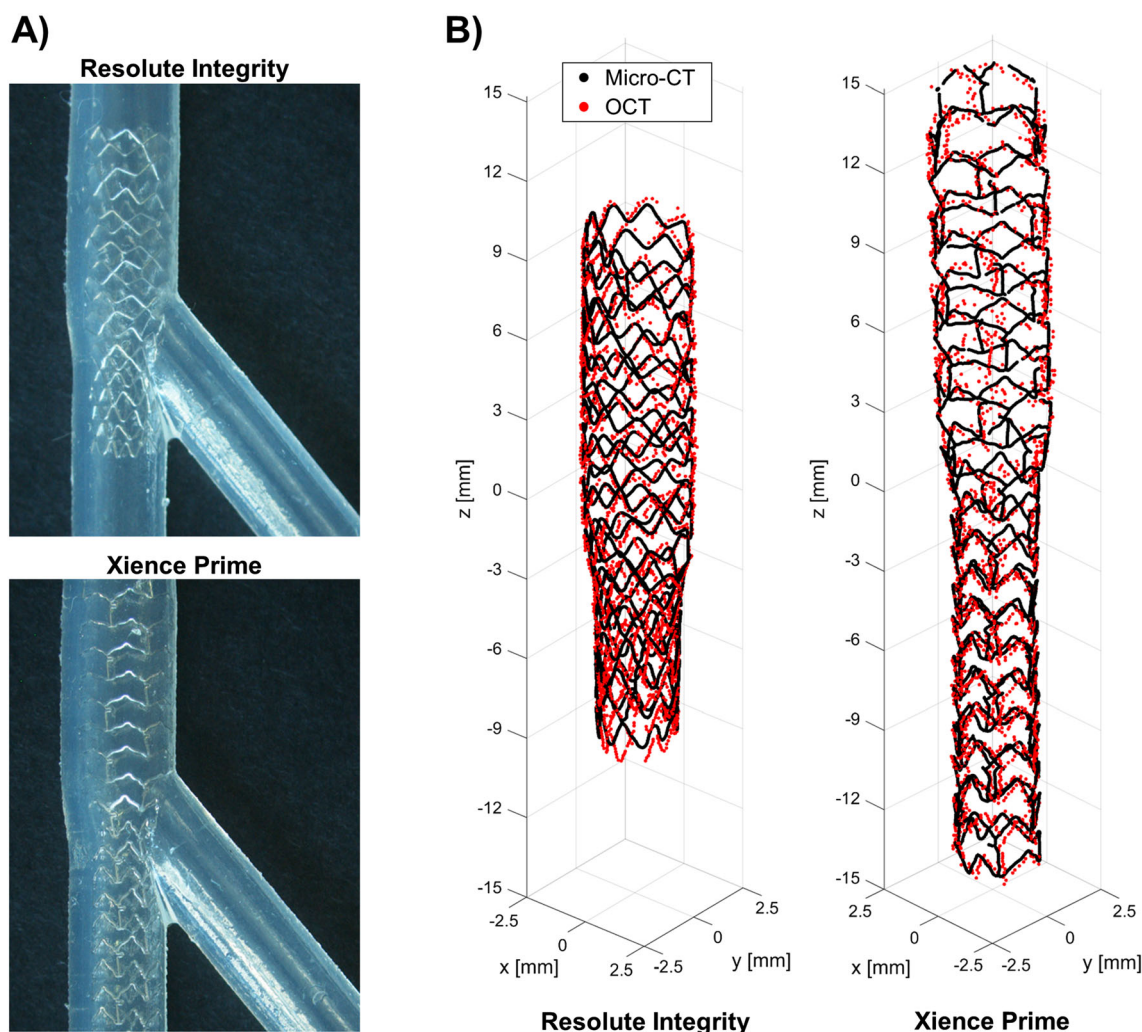 A)
Resolute Integrity
Xience Prime
B)
Micro-CT
OCT
15
12
9
6
3
0
-3
-6
-9
-12
-15
z [mm]
-2.5
0
2.5
x [mm]
-2.5
0
2.5
y [mm]
Resolute Integrity
15
12
9
6
3
0
-3
-6
-9
-12
-15
z [mm]
2.5
0
-2.5
x [mm]
-2.5
0
2.5
y [mm]
Xience Prime